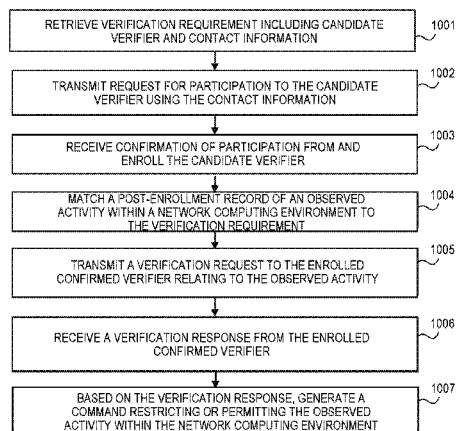 RETRIEVE VERIFICATION REQUIREMENT INCLUDING CANDIDATE
VERIFIER AND CONTACT INFORMATION
1001
TRANSMIT REQUEST FOR PARTICIPATION TO THE CANDIDATE
VERIFIER USING THE CONTACT INFORMATION
1002
RECEIVE CONFIRMATION OF PARTICIPATION FROM AND
ENROLL THE CANDIDATE VERIFIER
1003
MATCH A POST-ENROLLMENT RECORD OF AN OBSERVED
ACTIVITY WITHIN A NETWORK COMPUTING ENVIRONMENT TO
THE VERIFICATION REQUIREMENT
1004
TRANSMIT A VERIFICATION REQUEST TO THE ENROLLED
CONFIRMED VERIFIER RELATING TO THE OBSERVED ACTIVITY
1005
RECEIVE A VERIFICATION RESPONSE FROM THE ENROLLED
CONFIRMED VERIFIER
1006
BASED ON THE VERIFICATION RESPONSE, GENERATE A
COMMAND RESTRICTING OR PERMITTING THE OBSERVED
ACTIVITY WITHIN THE NETWORK COMPUTING ENVIRONMENT
1007